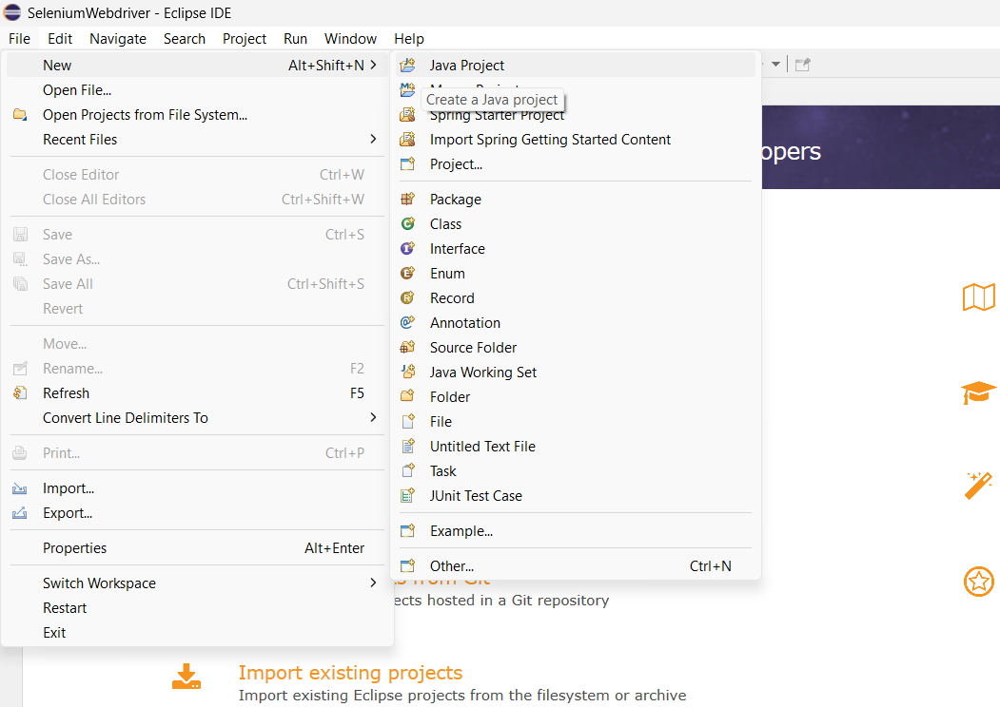 SeleniumWebdriver - Eclipse IDE
File Edit Navigate Search Project Run Window Help
New Alt+Shift+N
Open File...
Open Projects from File System...
Recent Files
Close Editor Ctrl+W
Close All Editors Ctrl+Shift+W
Save Ctrl+S
Save As...
Save All Ctrl+Shift+S
Revert
Move...
Rename... F2
Refresh F5
Convert Line Delimiters To
Print... Ctrl+P
Import...
Export...
Properties Alt+Enter
Switch Workspace
Restart
Exit
Java Project
Create a Java project
Spring Starter Project
Import Spring Getting Started Content
Project...
Package
Class
Interface
Enum
Record
Annotation
Source Folder
Java Working Set
Folder
File
Untitled Text File
Task
JUnit Test Case
Example...
Other... Ctrl+N
opers
from Git
ects hosted in a Git repository
Import existing projects
Import existing Eclipse projects from the filesystem or archive